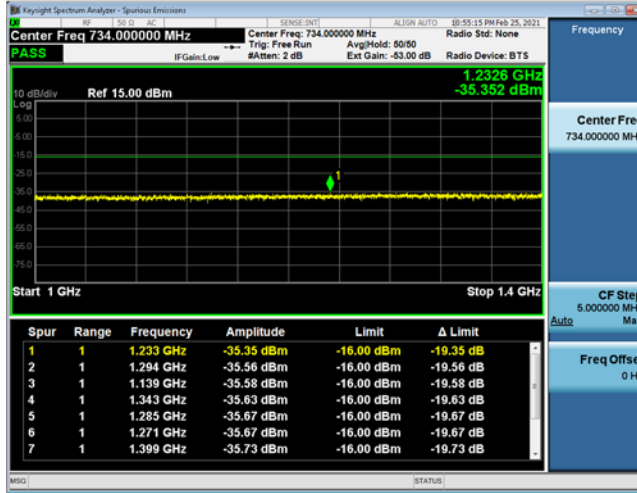 Keysight Spectrum Analyzer - Spurious Emissions
RF 50 Ω AC SENSE:INT ALIGN AUTO 10:55:15 PM Feb 25, 2021
Center Freq 734.000000 MHz
Center Freq: 734.000000 MHz Radio Std: None
PASS
Trig: Free Run Avg|Hold: 50/50
IFGain:Low #Atten: 2 dB Ext Gain: -53.00 dB Radio Device: BTS
1.2326 GHz
10 dB/div Ref 15.00 dBm -35.352 dBm
Log
5.00
-5.00
-15.0
-25.0
1
-35.0
-45.0
-55.0
-65.0
-75.0
Start 1 GHz Stop 1.4 GHz
Spur Range Frequency Amplitude Limit Δ Limit
1 1 1.233 GHz -35.35 dBm -16.00 dBm -19.35 dB
2 1 1.294 GHz -35.56 dBm -16.00 dBm -19.56 dB
3 1 1.139 GHz -35.58 dBm -16.00 dBm -19.58 dB
4 1 1.343 GHz -35.63 dBm -16.00 dBm -19.63 dB
5 1 1.285 GHz -35.67 dBm -16.00 dBm -19.67 dB
6 1 1.271 GHz -35.67 dBm -16.00 dBm -19.67 dB
7 1 1.399 GHz -35.73 dBm -16.00 dBm -19.73 dB
MSG STATUS
Frequency
Center Fre
734.000000 MH
CF Ste
5.000000 MH
Auto Ma
Freq Offse
0 H